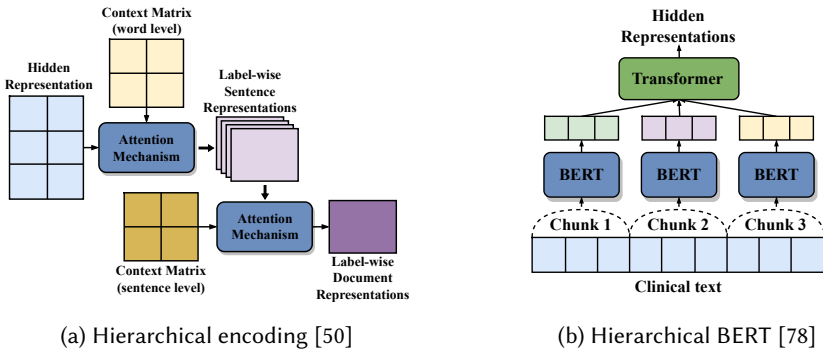 Context Matrix
(word level)
Hidden
Representation
Attention
Mechanism
Label-wise
Sentence
Representations
Context Matrix
(sentence level)
Attention
Mechanism
Label-wise
Document
Representations
(a) Hierarchical encoding [50]
Hidden
Representations
Transformer
BERT
BERT
BERT
Chunk 1
Chunk 2
Chunk 3
Clinical text
(b) Hierarchical BERT [78]